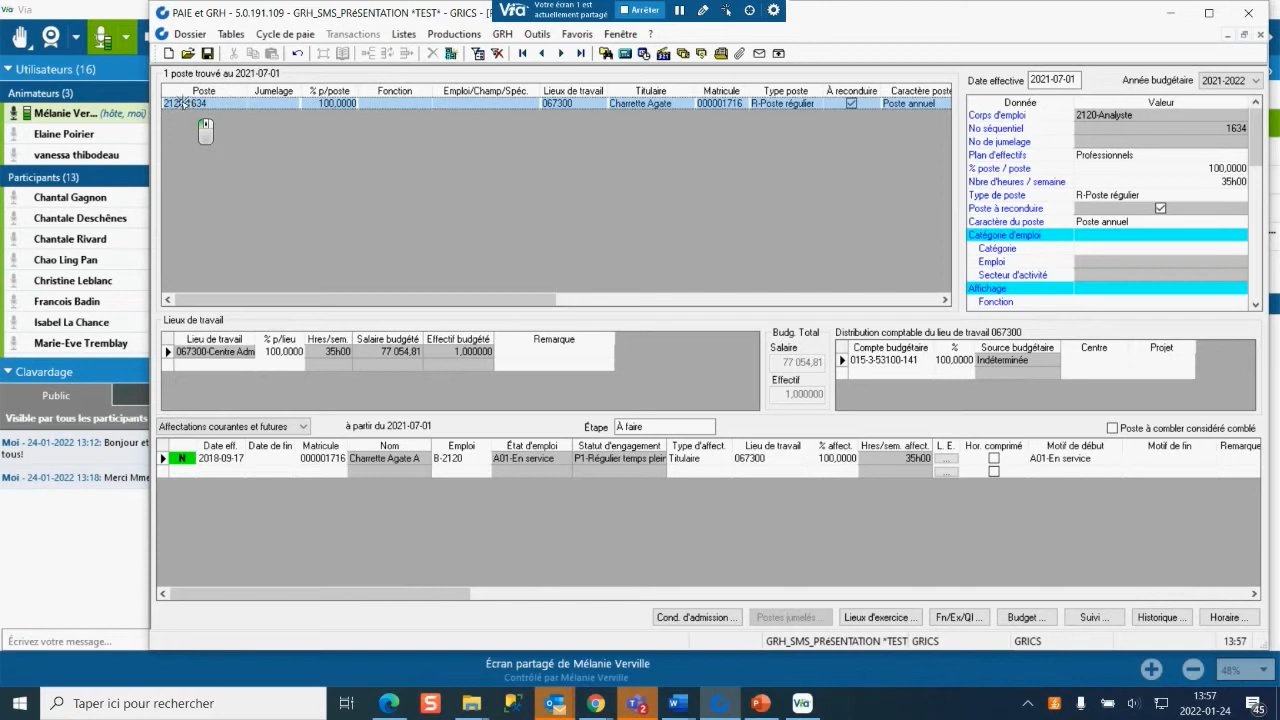 Via
Utilisateurs (16)
Animateurs (3)
Mélanie Ver... (hôte, moi)
Elaine Poirier
vanessa thibodeau
Participants (13)
Chantal Gagnon
Chantale Deschênes
Chantale Rivard
Chao Ling Pan
Christine Leblanc
Francois Badin
Isabel La Chance
Marie-Eve Tremblay
Clavardage
Public
Visible par tous les participants
Moi - 24-01-2022 13:12: Bonjour et
tous!
Moi - 24-01-2022 13:18: Merci Mme
Écrivez votre message...
PAIE et GRH - 5.0.191.109 - GRH_SMS_PRéSENTATION *TEST* - GRICS - [
Via
Votre écran 1 est
actuellement partagé
Arrêter
Dossier Tables Cycle de paie Transactions Listes Productions GRH Outils Favoris Fenêtre ?
1 poste trouvé au 2021-07-01
Poste Jumelage % p/poste Fonction Emploi/Champ/Spéc. Lieux de travail Titulaire Matricule Type poste À reconduire Caractère poste
1634 100,0000 067300 Charrette Agate 000001716 R-Poste régulier Poste annuel
Date effective 2021-07-01 Année budgétaire 2021-2022
Donnée Valeur
Corps d'emploi 2120-Analyste
No séquentiel 1634
No de jumelage
Plan d'effectifs Professionnels
% poste / poste 100,0000
Nbre d'heures / semaine 35h00
Type de poste R-Poste régulier
Poste à reconduire
Caractère du poste Poste annuel
Catégorie d'emploi
Catégorie
Emploi
Secteur d'activité
Affichage
Fonction
Lieux de travail
Lieu de travail % p/lieu Hres/sem. Salaire budgété Effectif budgété Remarque
067300-Centre Adm 100,0000 35h00 77 054,81 1,000000
Budg. Total
Salaire
77 054,81
Effectif
1,000000
Distribution comptable du lieu de travail 067300
Compte budgétaire % Source budgétaire Centre Projet
015-3-53100-141 100,0000 Indéterminée
Affectations courantes et futures à partir du 2021-07-01 Étape À faire Poste à combler considéré comblé
Date eff. Date de fin Matricule Nom Emploi État d'emploi Statut d'engagement Type d'affect. Lieu de travail % affect. Hres/sem. affect. L. E. Hor. comprimé Motif de début Motif de fin Remarque
N 2018-09-17 000001716 Charrette Agate A B-2120 A01-En service P1-Régulier temps plein Titulaire 067300 100,0000 35h00 ... A01-En service
...
Cond. d'admission ... Postes jumelés... Lieux d'exercice ... Fn/Ex/Ql ... Budget ... Suivi ... Historique ... Horaire ...
GRH_SMS_PRéSENTATION *TEST GRICS GRICS 13:57
Écran partagé de Mélanie Verville
Contrôlé par Mélanie Verville
48%
Taper ici pour rechercher
13:57
2022-01-24